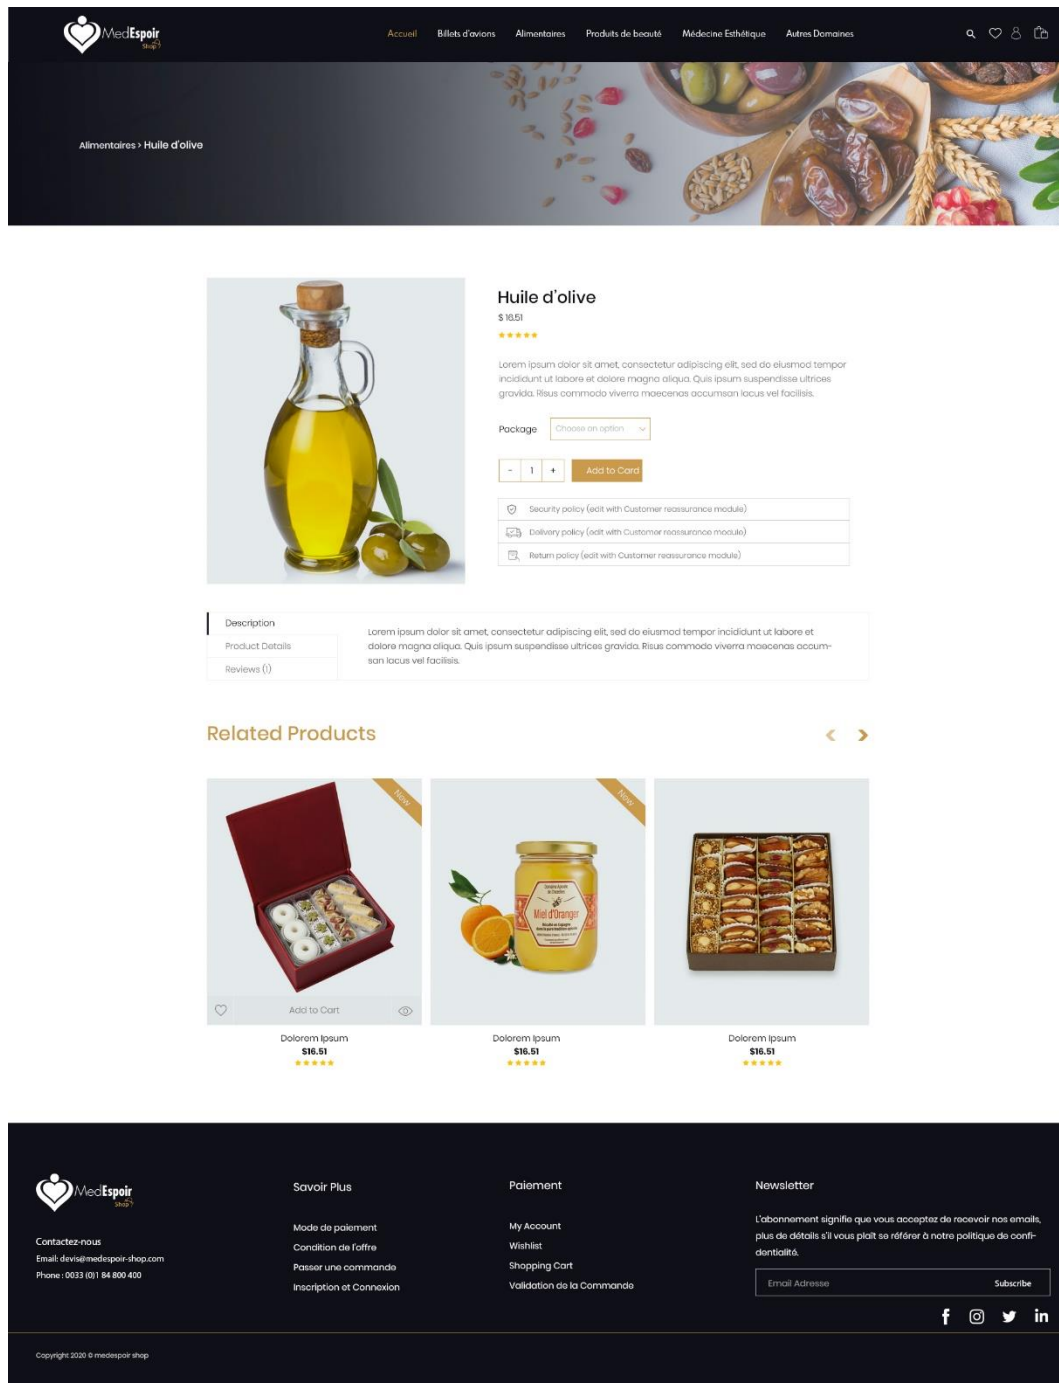 MedEspoir
Shop
Accueil
Billets d'avions
Alimentaires
Produits de beauté
Médecine Esthétique
Autres Domaines
Alimentaires > Huile d'olive
Huile d'olive
$ 16.51
Lorem ipsum dolor sit amet, consectetur adipiscing elit, sed do eiusmod tempor
incididunt ut labore et dolore magna aliqua. Quis ipsum suspendisse ultrices
gravida. Risus commodo viverra maecenas accumsan lacus vel facilisis.
Package
Choose an option
- 1 +
Add to Card
Security policy (edit with Customer reassurance module)
Delivery policy (edit with Customer reassurance module)
Return policy (edit with Customer reassurance module)
Description
Product Details
Reviews (1)
Lorem ipsum dolor sit amet, consectetur adipiscing elit, sed do eiusmod tempor incididunt ut labore et
dolore magna aliqua. Quis ipsum suspendisse ultrices gravida. Risus commodo viverra maecenas accum-
san lacus vel facilisis.
Related Products
New
New
Miel d'Oranger
Add to Cart
Dolorem Ipsum
$16.51
Dolorem Ipsum
$16.51
Dolorem Ipsum
$16.51
MedEspoir
Shop
Contactez-nous
Email: devis@medespoir-shop.com
Phone : 0033 (0)1 84 800 400
Savoir Plus
Mode de paiement
Condition de l'offre
Passer une commande
Inscription et Connexion
Paiement
My Account
Wishlist
Shopping Cart
Validation de la Commande
Newsletter
L'abonnement signifie que vous acceptez de recevoir nos emails,
plus de détails s'il vous plaît se référer à notre politique de confi-
dentialité.
Email Adresse
Subscribe
Copyright 2020 © medespoir shop